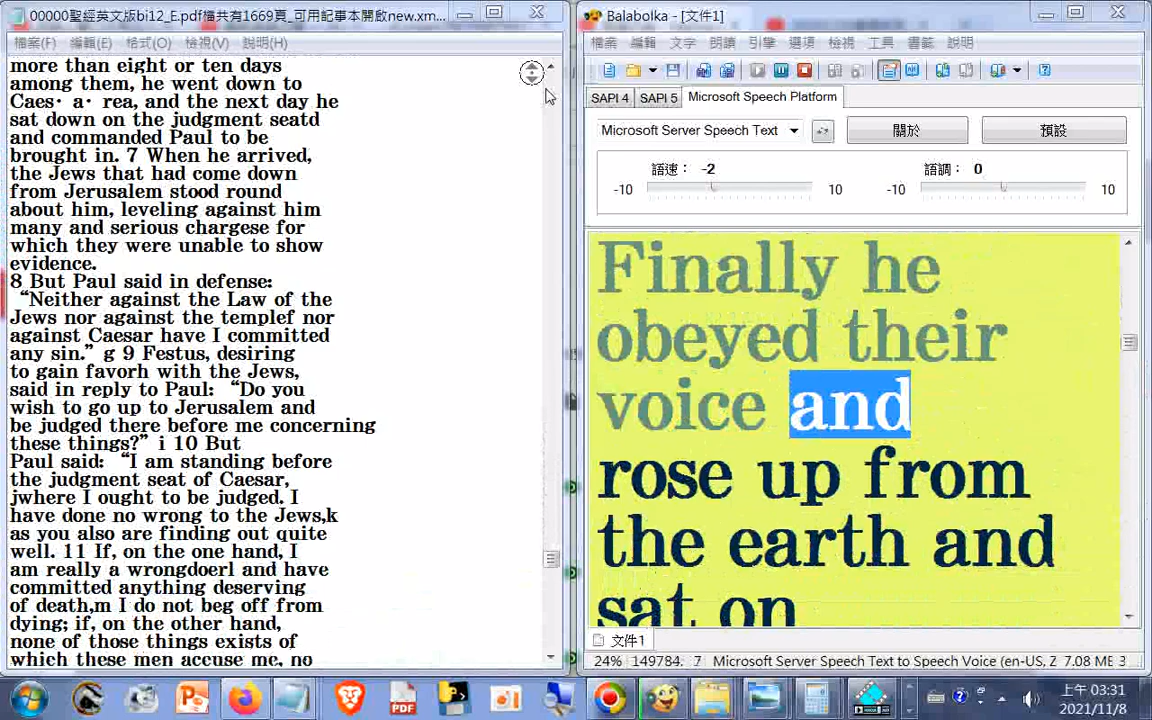 00000聖經英文版bi12_E.pdf檔共有1669頁_可用記事本開啟new.xm...
檔案(F) 編輯(E) 格式(O) 檢視(V) 說明(H)
more than eight or ten days
among them, he went down to
Caes· a· rea, and the next day he
sat down on the judgment seatd
and commanded Paul to be
brought in. 7 When he arrived,
the Jews that had come down
from Jerusalem stood round
about him, leveling against him
many and serious chargese for
which they were unable to show
evidence.
8 But Paul said in defense:
“Neither against the Law of the
Jews nor against the templef nor
against Caesar have I committed
any sin.” g 9 Festus, desiring
to gain favorh with the Jews,
said in reply to Paul: “Do you
wish to go up to Jerusalem and
be judged there before me concerning
these things?” i 10 But
Paul said: “I am standing before
the judgment seat of Caesar,
jwhere I ought to be judged. I
have done no wrong to the Jews,k
as you also are finding out quite
well. 11 If, on the one hand, I
am really a wrongdoerl and have
committed anything deserving
of death,m I do not beg off from
dying; if, on the other hand,
none of those things exists of
which these men accuse me, no
Balabolka - [文件1]
檔案 編輯 文字 朗讀 引擎 選項 檢視 工具 書籤 說明
SAPI 4 SAPI 5 Microsoft Speech Platform
Microsoft Server Speech Text 關於 預設
語速： -2 語調： 0
-10 10 -10 10
Finally he
obeyed their
voice and
rose up from
the earth and
sat on
文件1
24% 149784. 7 Microsoft Server Speech Text to Speech Voice (en-US, Z 7.08 MB 3
PDF
上午 03:31
2021/11/8